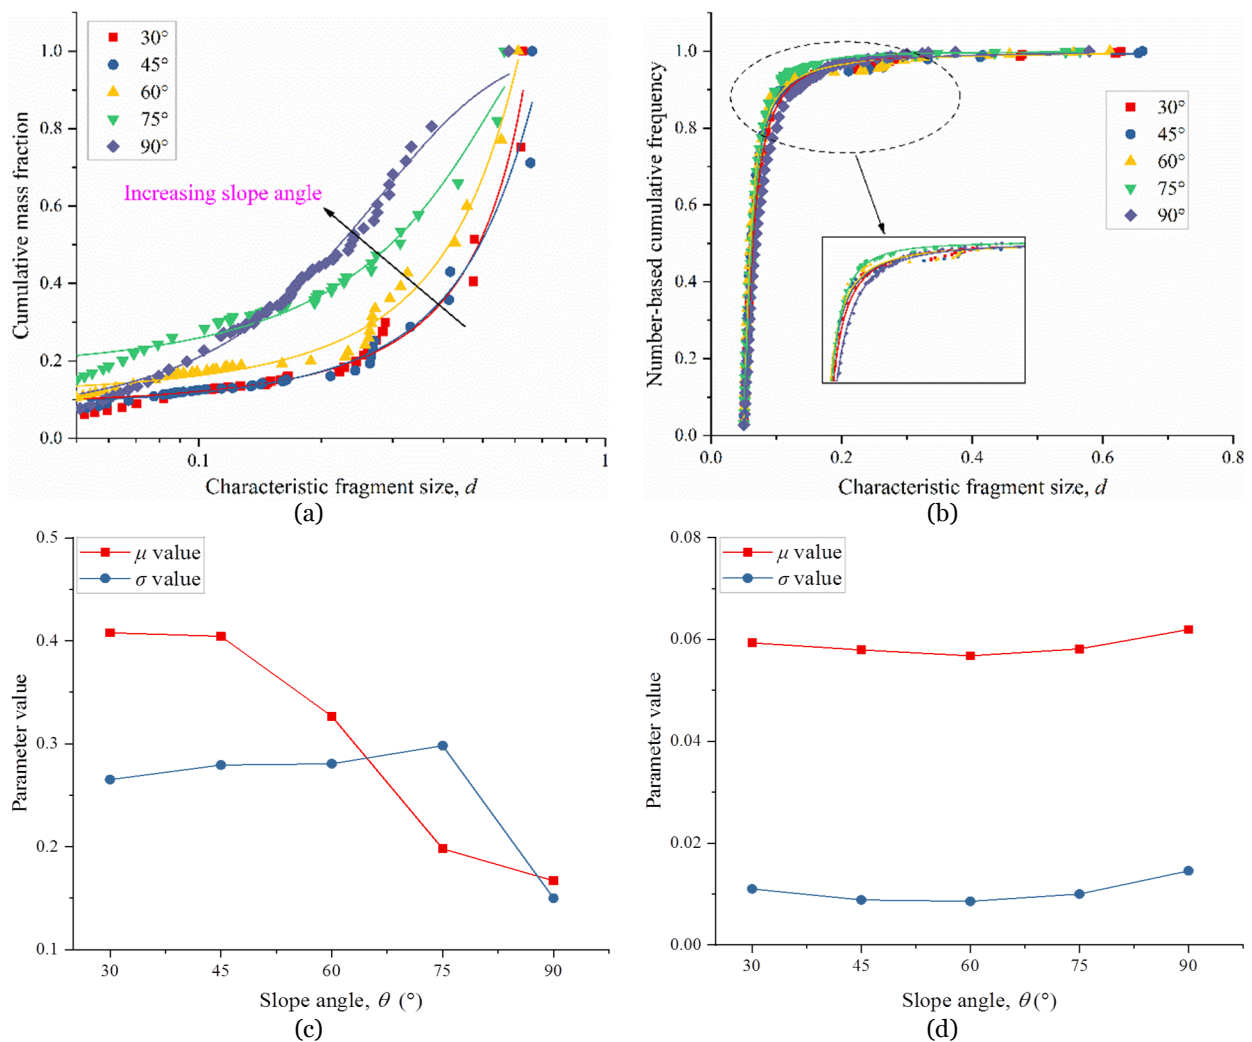 30°
45°
60°
75°
90°
Increasing slope angle
1.0
0.8
0.6
0.4
0.2
0.0
0.1
1
Cumulative mass fraction
Characteristic fragment size, d
(a)
30°
45°
60°
75°
90°
1.0
0.8
0.6
0.4
0.2
0.0
0.0
0.2
0.4
0.6
0.8
Number-based cumulative frequency
Characteristic fragment size, d
(b)
μ value
σ value
0.5
0.4
0.3
0.2
0.1
30
45
60
75
90
Parameter value
Slope angle, θ (°)
(c)
μ value
σ value
0.08
0.06
0.04
0.02
0.00
30
45
60
75
90
Parameter value
Slope angle, θ (°)
(d)